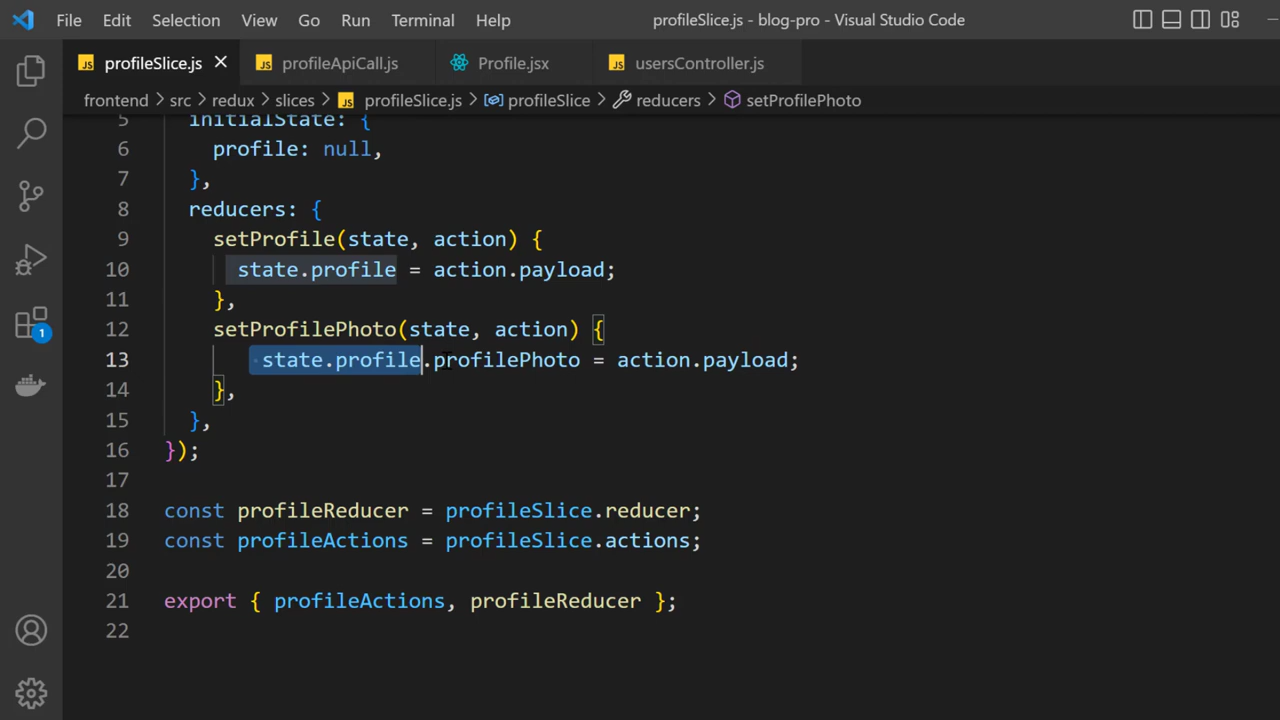 File Edit Selection View Go Run Terminal Help profileSlice.js - blog-pro - Visual Studio Code
JS profileSlice.js JS profileApiCall.js Profile.jsx JS usersController.js
frontend > src > redux > slices > JS profileSlice.js > profileSlice > reducers > setProfilePhoto
5 initialState: {
6 profile: null,
7 },
8 reducers: {
9 setProfile(state, action) {
10 state.profile = action.payload;
11 },
12 setProfilePhoto(state, action) {
13 state.profile.profilePhoto = action.payload;
14 },
15 },
16 });
17
18 const profileReducer = profileSlice.reducer;
19 const profileActions = profileSlice.actions;
20
21 export { profileActions, profileReducer };
22
1